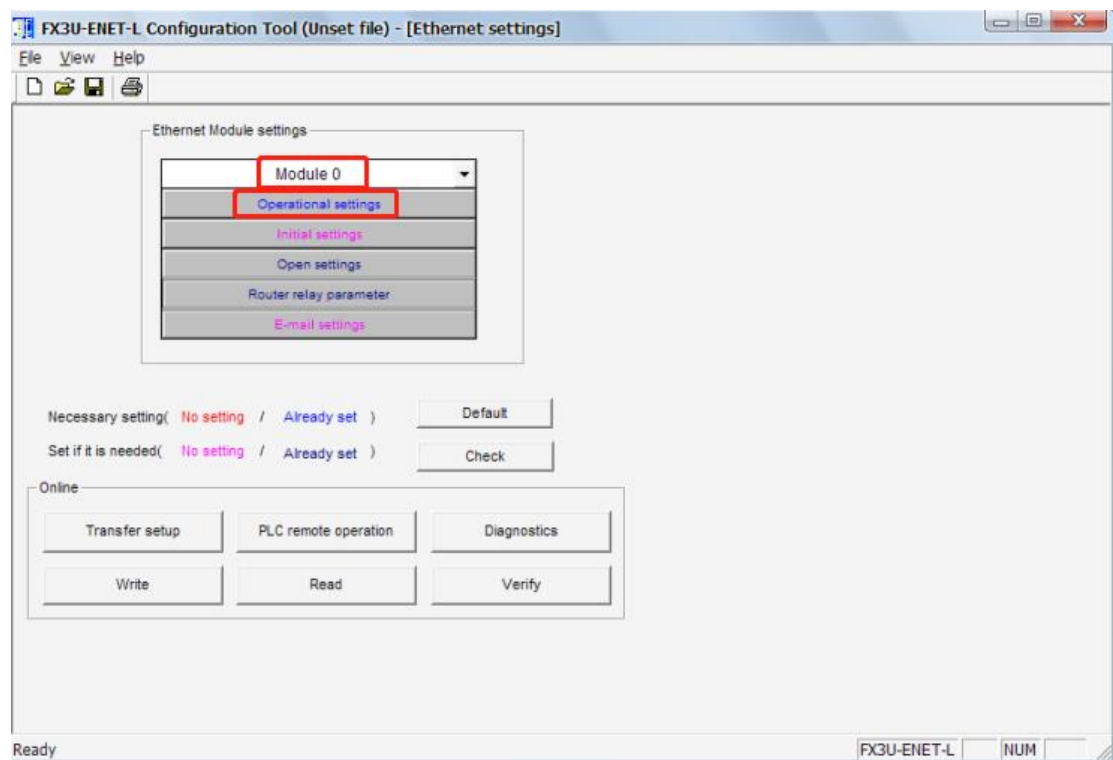 FX3U-ENET-L Configuration Tool (Unset file) - [Ethernet settings]
File View Help
Ethernet Module settings
Module 0
Operational settings
Initial settings
Open settings
Router relay parameter
E-mail settings
Necessary setting( No setting / Already set ) Default
Set if it is needed( No setting / Already set ) Check
Online
Transfer setup PLC remote operation Diagnostics
Write Read Verify
Ready FX3U-ENET-L NUM